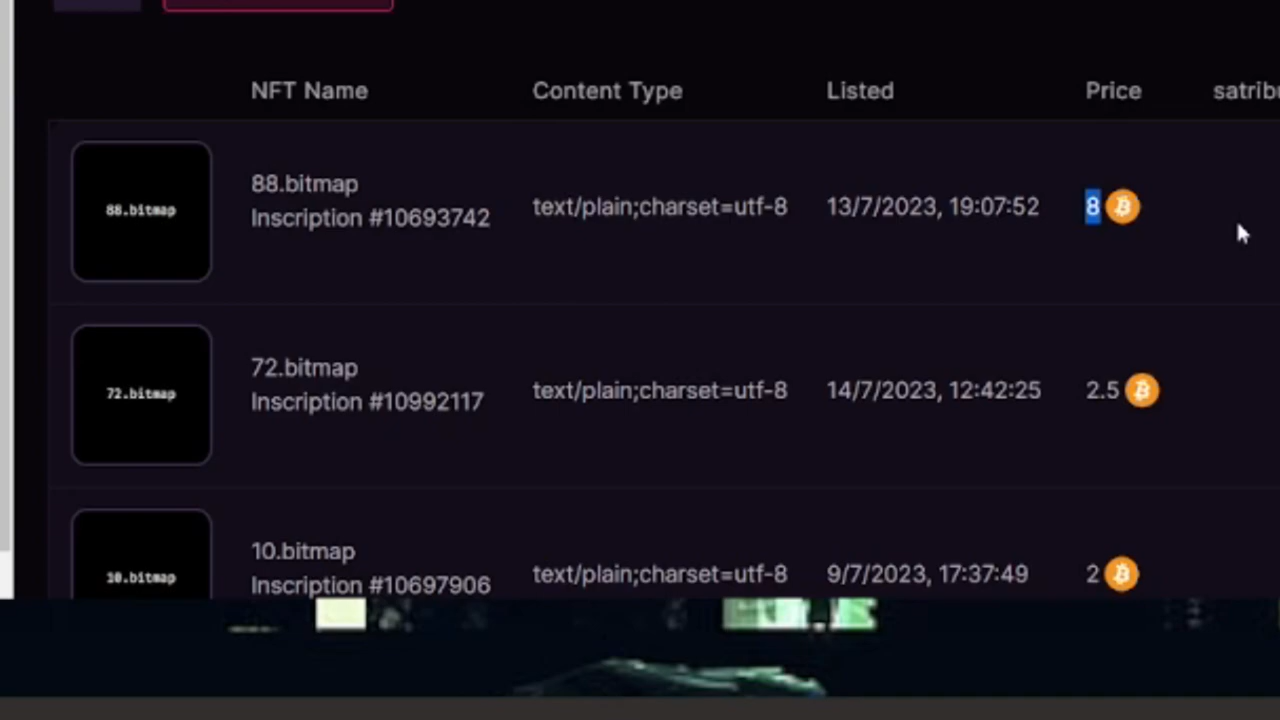 NFT Name Content Type Listed Price satribu
88.bitmap
88.bitmap
Inscription #10693742
text/plain;charset=utf-8 13/7/2023, 19:07:52 8
72.bitmap
72.bitmap
Inscription #10992117
text/plain;charset=utf-8 14/7/2023, 12:42:25 2.5
10.bitmap
10.bitmap
Inscription #10697906
text/plain;charset=utf-8 9/7/2023, 17:37:49 2